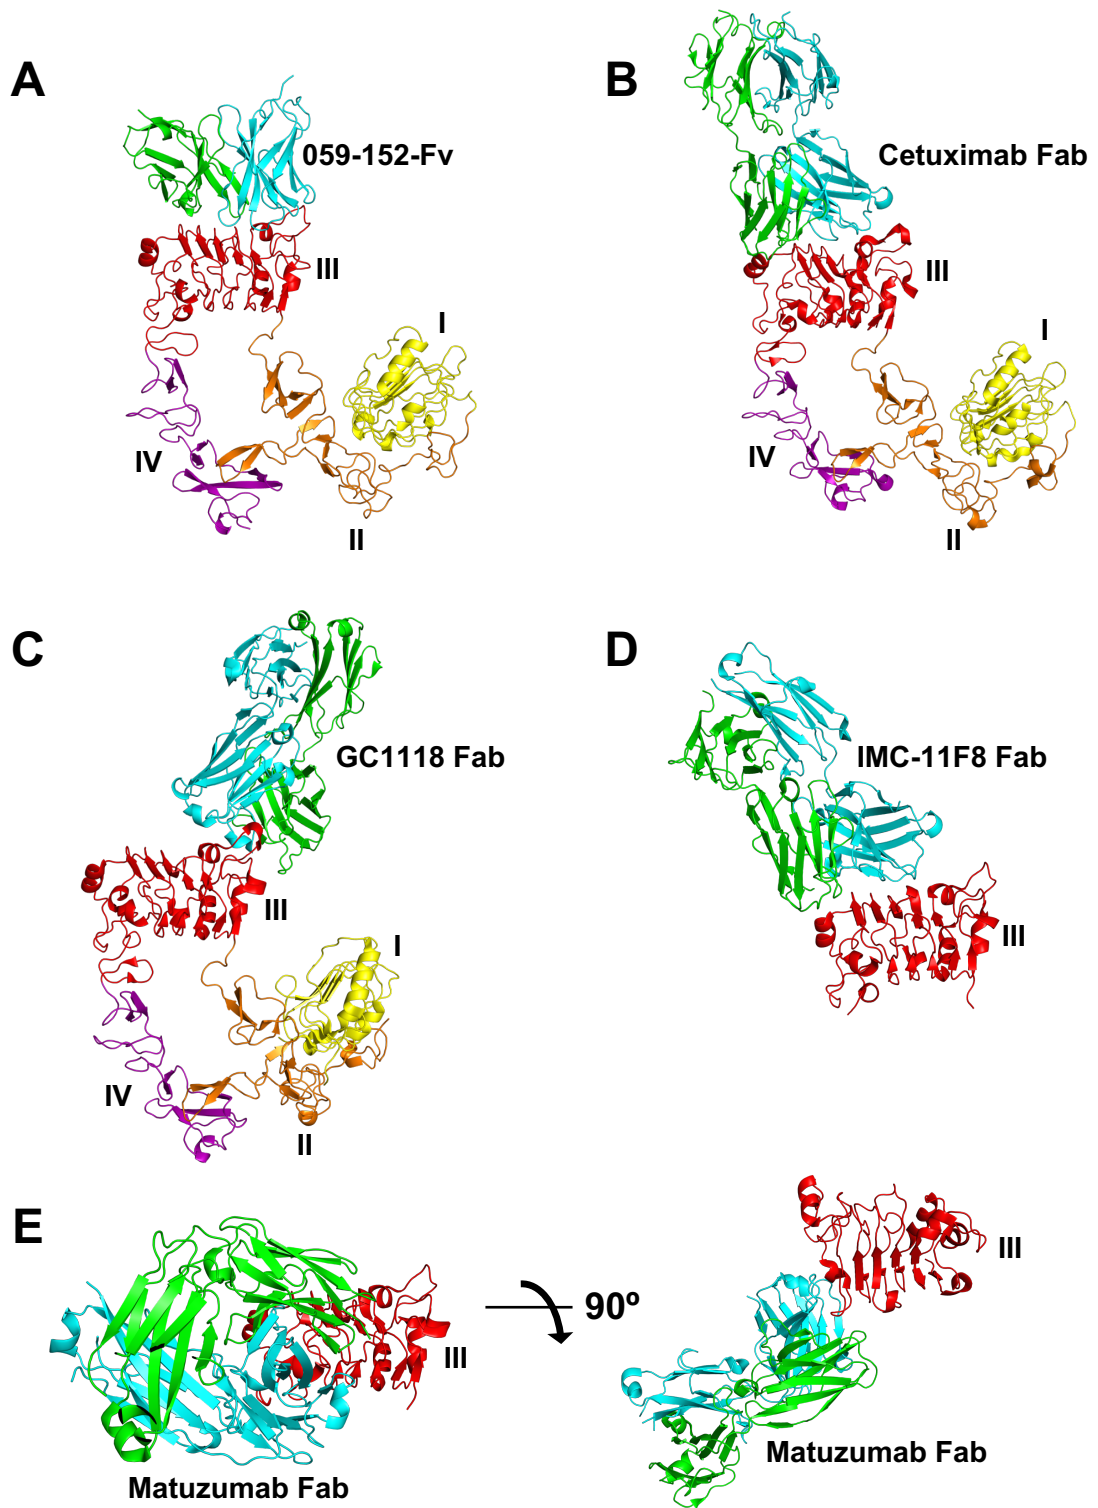 A
059-152-Fv
III
I
IV
II
B
Cetuximab Fab
III
I
IV
II
C
GC1118 Fab
III
I
IV
II
D
IMC-11F8 Fab
III
E
III
Matuzumab Fab
90º
III
Matuzumab Fab